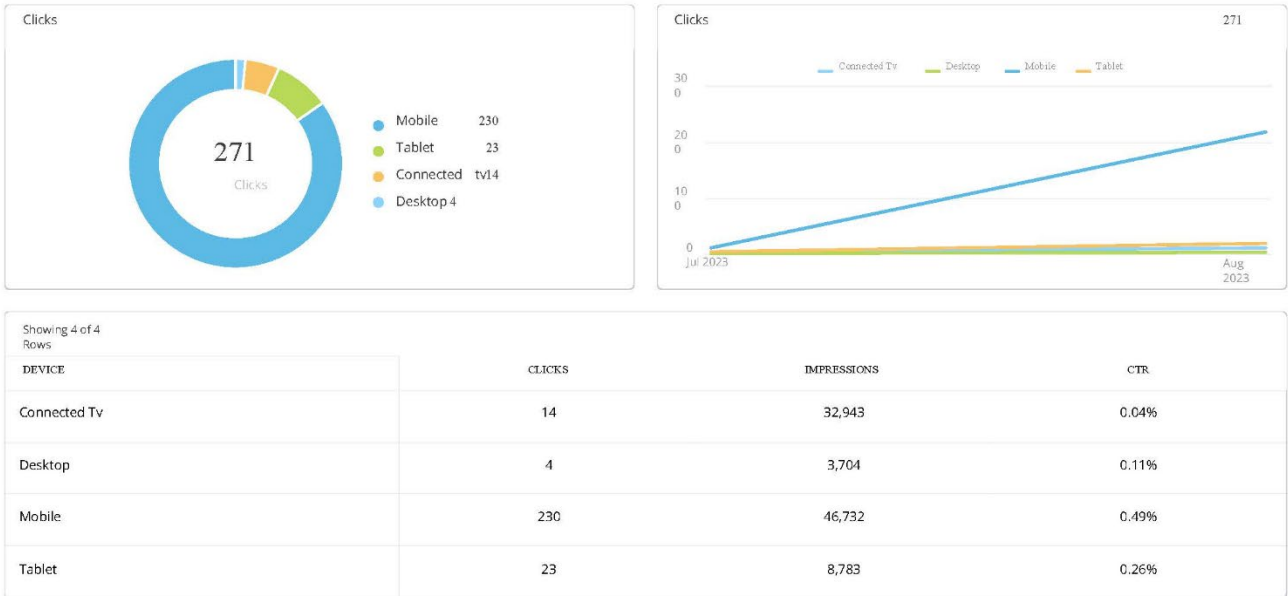 Clicks
271
Clicks
Mobile 230
Tablet 23
Connected tv14
Desktop 4
Clicks 271
Connected Tv Desktop Mobile Tablet
30
0
20
0
10
0
0
Jul 2023
Aug
2023
Showing 4 of 4
Rows
DEVICE CLICKS IMPRESSIONS CTR
Connected Tv 14 32,943 0.04%
Desktop 4 3,704 0.11%
Mobile 230 46,732 0.49%
Tablet 23 8,783 0.26%